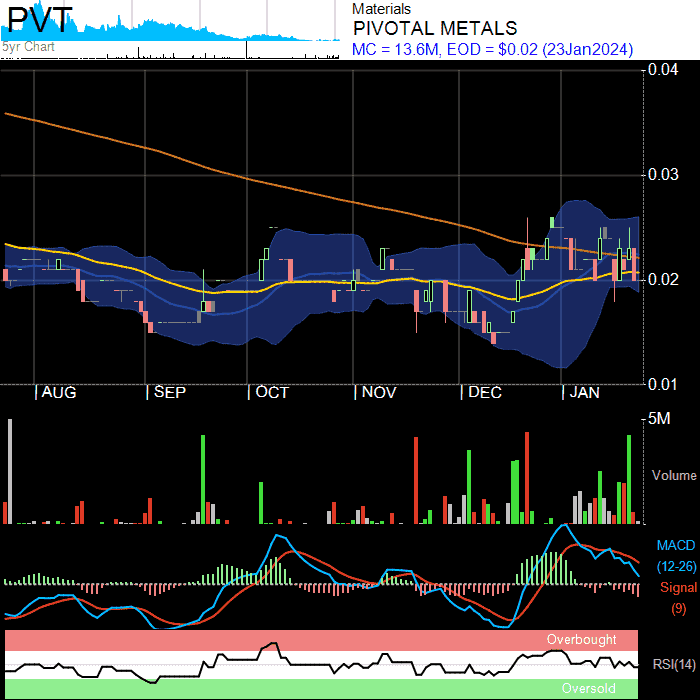 PVT
5yr Chart
Materials
PIVOTAL METALS
MC = 13.6M, EOD = $0.02 (23Jan2024)
0.04
0.03
0.02
0.01
| AUG | SEP | OCT | NOV | DEC | JAN
5M
Volume
MACD
(12-26)
Signal
(9)
Overbought
RSI(14)
Oversold